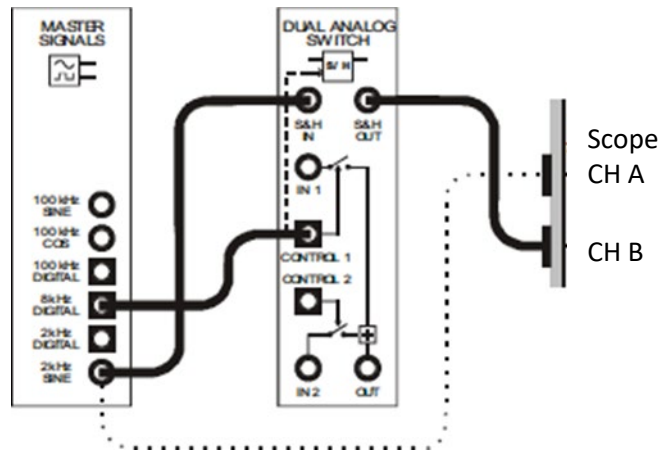 MASTER
SIGNALS
100 kHz
SINE
100 kHz
COS
100 kHz
DIGITAL
8kHz
DIGITAL
2kHz
DIGITAL
2kHz
SINE
DUAL ANALOG
SWITCH
S/ H
S&H
IN
S&H
OUT
IN 1
CONTROL 1
CONTROL 2
IN 2
OUT
Scope
CH A
CH B